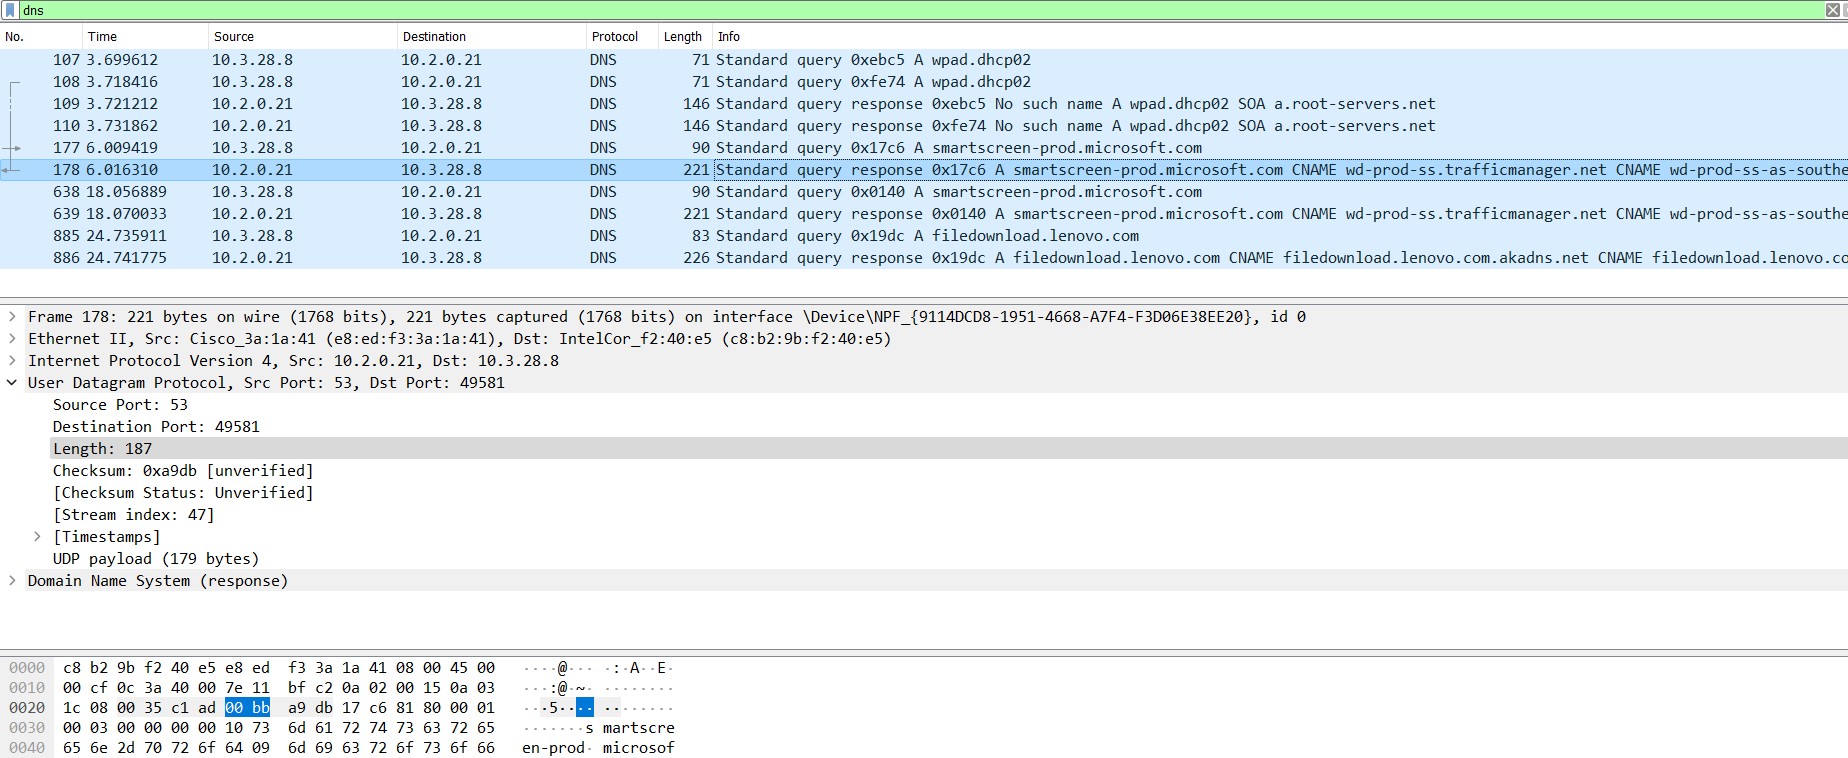 dns
No. Time Source Destination Protocol Length Info
107 3.699612 10.3.28.8 10.2.0.21 DNS 71 Standard query 0xebc5 A wpad.dhcp02
108 3.718416 10.3.28.8 10.2.0.21 DNS 71 Standard query 0xfe74 A wpad.dhcp02
109 3.721212 10.2.0.21 10.3.28.8 DNS 146 Standard query response 0xebc5 No such name A wpad.dhcp02 SOA a.root-servers.net
110 3.731862 10.2.0.21 10.3.28.8 DNS 146 Standard query response 0xfe74 No such name A wpad.dhcp02 SOA a.root-servers.net
177 6.009419 10.3.28.8 10.2.0.21 DNS 90 Standard query 0x17c6 A smartscreen-prod.microsoft.com
178 6.016310 10.2.0.21 10.3.28.8 DNS 221 Standard query response 0x17c6 A smartscreen-prod.microsoft.com CNAME wd-prod-ss.trafficmanager.net CNAME wd-prod-ss-as-southe
638 18.056889 10.3.28.8 10.2.0.21 DNS 90 Standard query 0x0140 A smartscreen-prod.microsoft.com
639 18.070033 10.2.0.21 10.3.28.8 DNS 221 Standard query response 0x0140 A smartscreen-prod.microsoft.com CNAME wd-prod-ss.trafficmanager.net CNAME wd-prod-ss-as-southe
885 24.735911 10.3.28.8 10.2.0.21 DNS 83 Standard query 0x19dc A filedownload.lenovo.com
886 24.741775 10.2.0.21 10.3.28.8 DNS 226 Standard query response 0x19dc A filedownload.lenovo.com CNAME filedownload.lenovo.com.akadns.net CNAME filedownload.lenovo.co
Frame 178: 221 bytes on wire (1768 bits), 221 bytes captured (1768 bits) on interface \Device\NPF_{9114DCD8-1951-4668-A7F4-F3D06E38EE20}, id 0
Ethernet II, Src: Cisco_3a:1a:41 (e8:ed:f3:3a:1a:41), Dst: IntelCor_f2:40:e5 (c8:b2:9b:f2:40:e5)
Internet Protocol Version 4, Src: 10.2.0.21, Dst: 10.3.28.8
User Datagram Protocol, Src Port: 53, Dst Port: 49581
Source Port: 53
Destination Port: 49581
Length: 187
Checksum: 0xa9db [unverified]
[Checksum Status: Unverified]
[Stream index: 47]
[Timestamps]
UDP payload (179 bytes)
Domain Name System (response)
0000 c8 b2 9b f2 40 e5 e8 ed f3 3a 1a 41 08 00 45 00 ····@··· ·:·A··E·
0010 00 cf 0c 3a 40 00 7e 11 bf c2 0a 02 00 15 0a 03 ···:@·~· ········
0020 1c 08 00 35 c1 ad 00 bb a9 db 17 c6 81 80 00 01 ···5···· ········
0030 00 03 00 00 00 00 10 73 6d 61 72 74 73 63 72 65 ·······s martscre
0040 65 6e 2d 70 72 6f 64 09 6d 69 63 72 6f 73 6f 66 en-prod· microsof